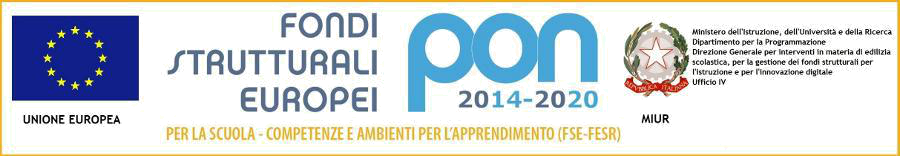 UNIONE EUROPEA
FONDI
STRUTTURALI
EUROPEI
pon
2014-2020
PER LA SCUOLA - COMPETENZE E AMBIENTI PER L'APPRENDIMENTO (FSE-FESR)
REPVBBLICA ITALIANA
MIUR
Ministero dell'Istruzione, dell'Università e della Ricerca
Dipartimento per la Programmazione
Direzione Generale per interventi in materia di edilizia
scolastica, per la gestione dei fondi strutturali per
l'istruzione e per l'innovazione digitale
Ufficio IV